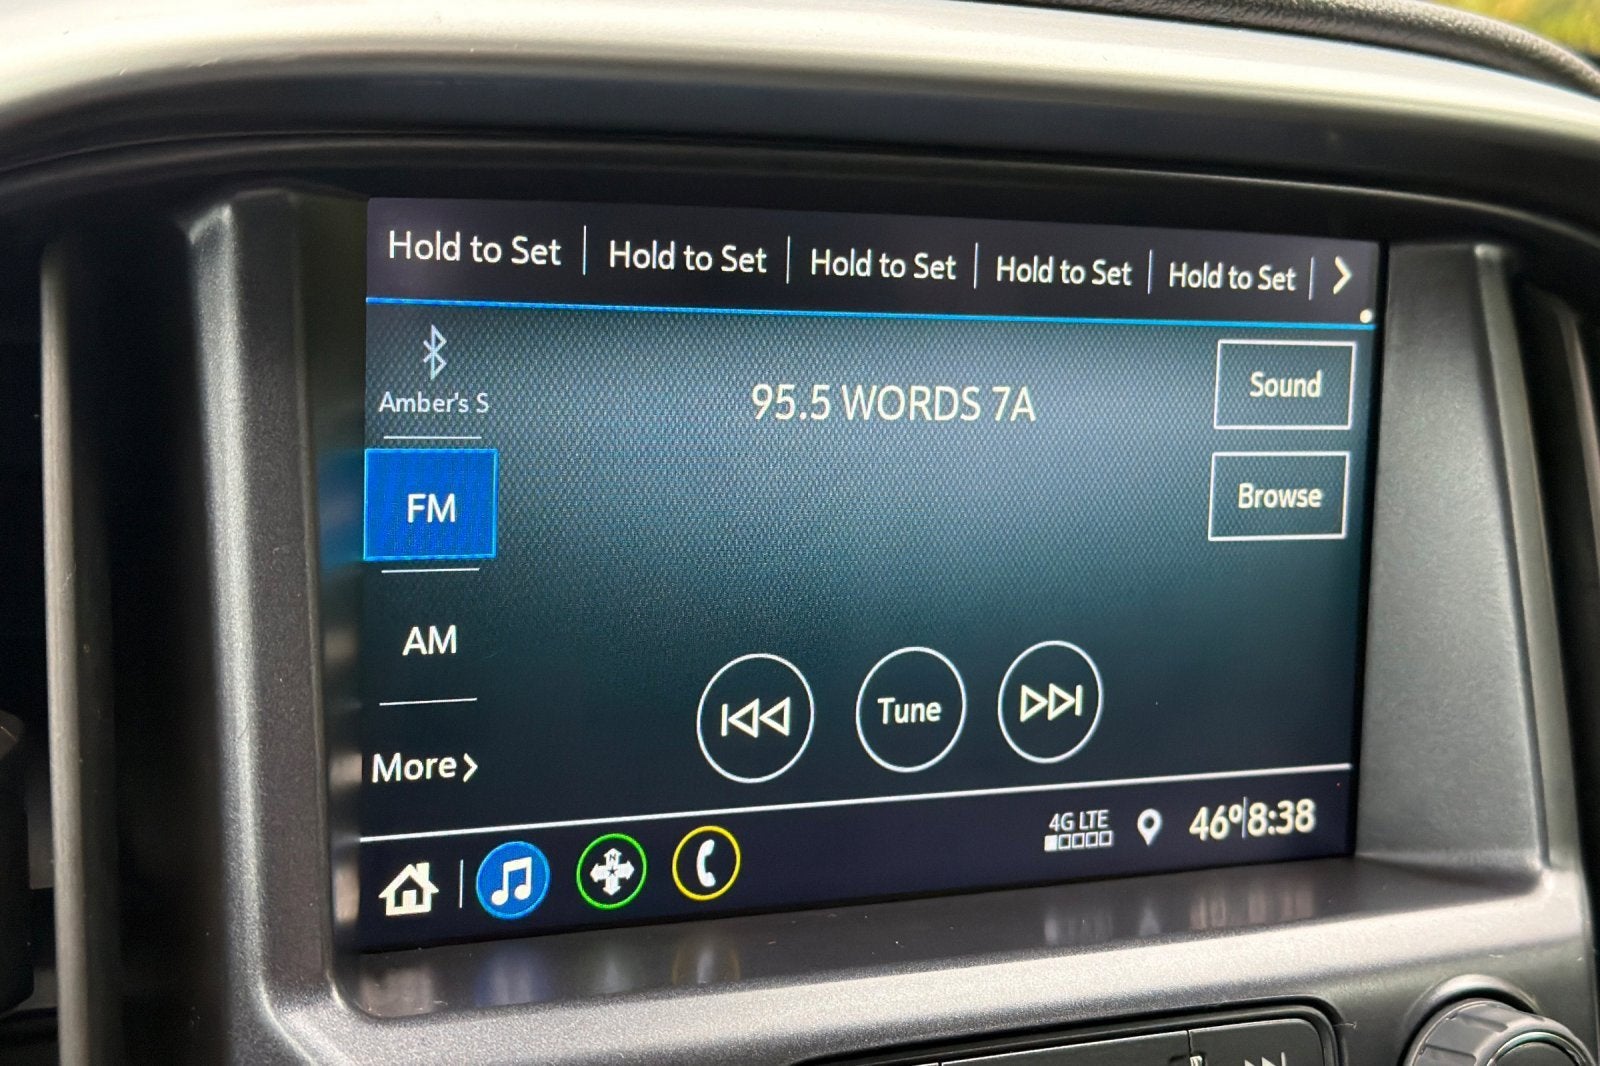 Hold to Set
Hold to Set
Hold to Set
Hold to Set
Hold to Set
Amber's S
95.5 WORDS 7A
Sound
FM
Browse
AM
Tune
More
4G LTE
46° 8:38